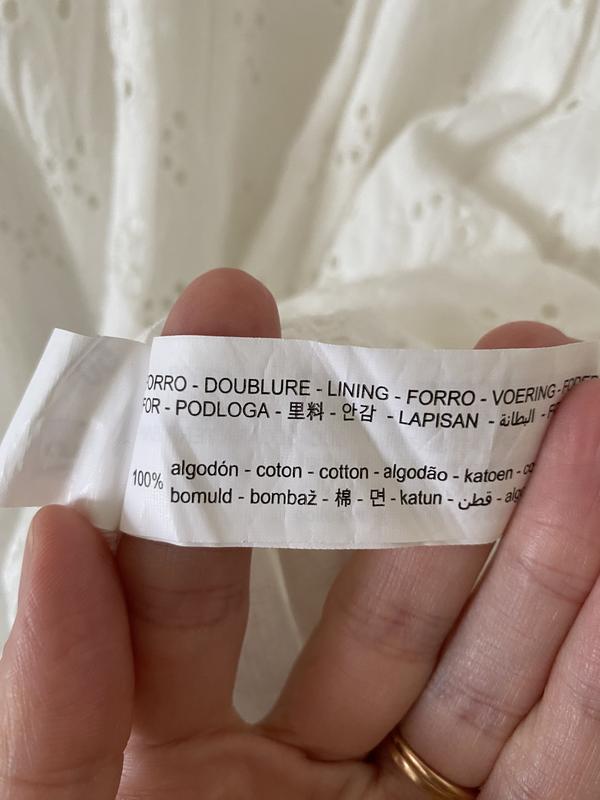 FORRO - DOUBLURE - LINING - FORRO - VOERING -
FOR - PODLOGA - 里料 - 안감 - LAPISAN - البطانة -
100% algodón - coton - cotton - algodão - katoen -
bomuld - bombaž - 棉 - 면 - katun - قطن -